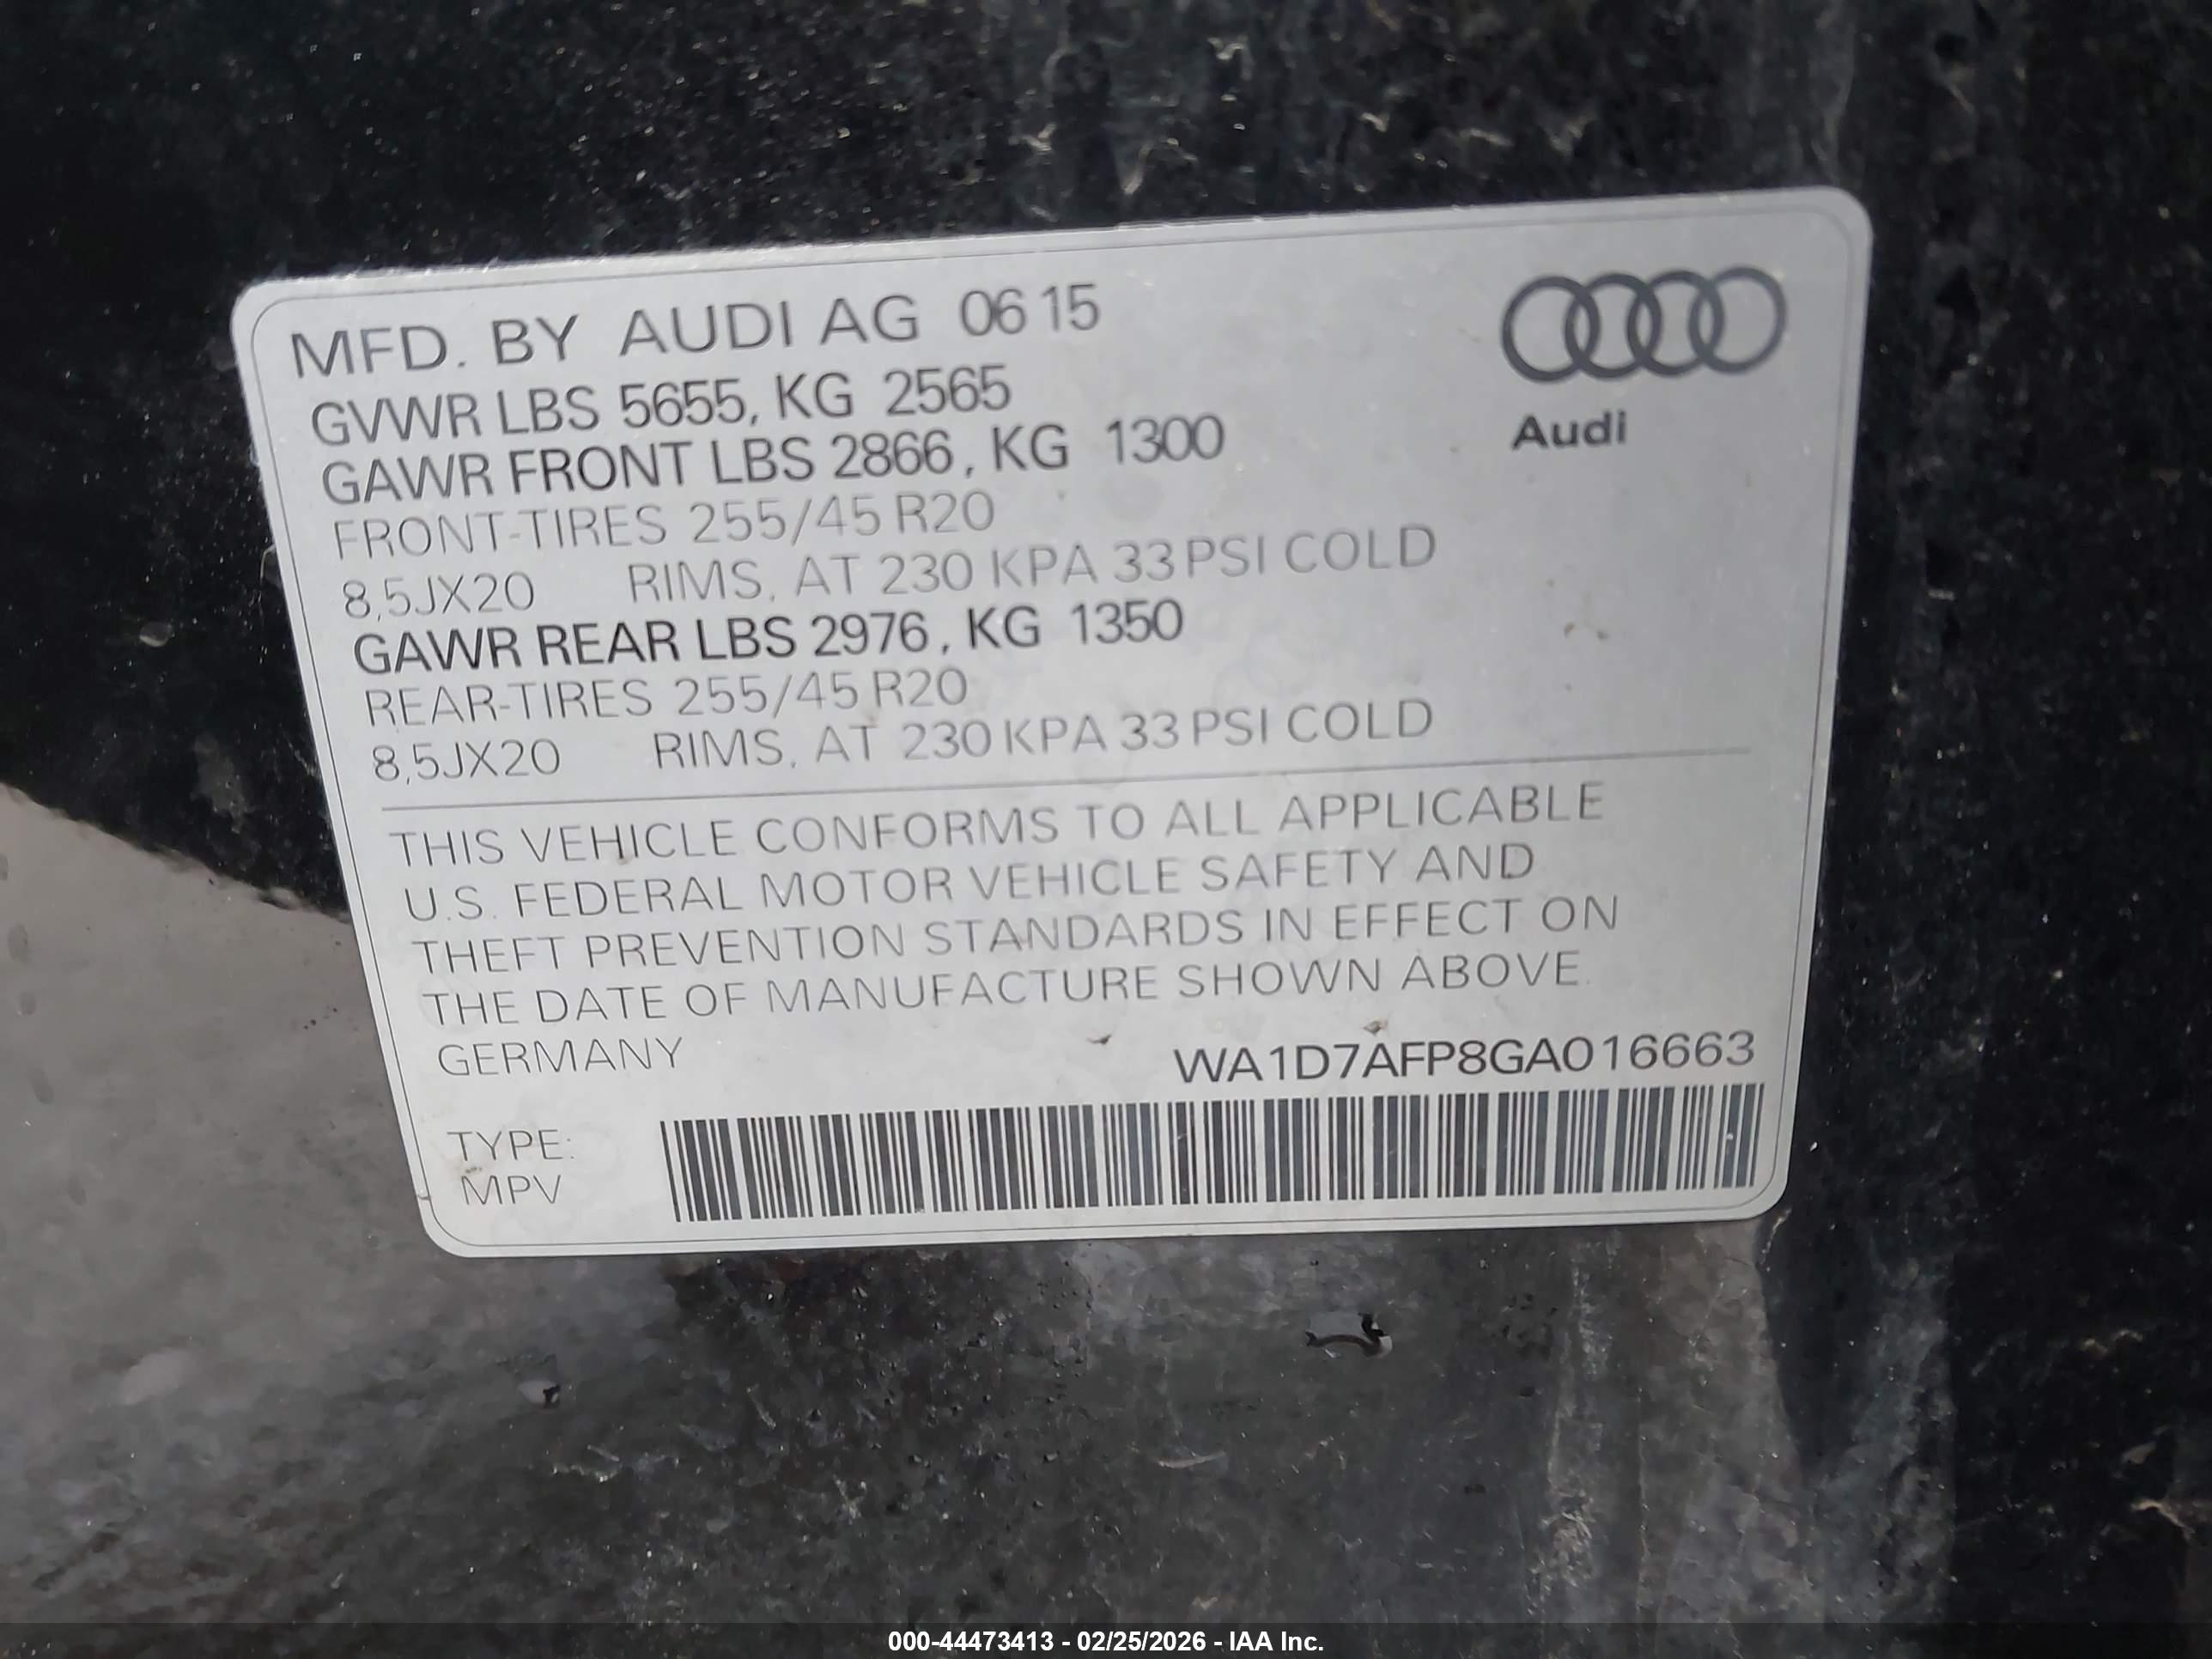 MFD. BY AUDI AG 06 15
GVWR LBS 5655, KG 2565
GAWR FRONT LBS 2866, KG 1300
FRONT-TIRES 255/45 R20
8,5JX20 RIMS, AT 230 KPA 33 PSI COLD
GAWR REAR LBS 2976, KG 1350
REAR-TIRES 255/45 R20
8,5JX20 RIMS, AT 230 KPA 33 PSI COLD
Audi
THIS VEHICLE CONFORMS TO ALL APPLICABLE
U.S. FEDERAL MOTOR VEHICLE SAFETY AND
THEFT PREVENTION STANDARDS IN EFFECT ON
THE DATE OF MANUFACTURE SHOWN ABOVE.
GERMANY WA1D7AFP8GA016663
TYPE:
MPV
000-44473413 - 02/25/2026 - IAA Inc.